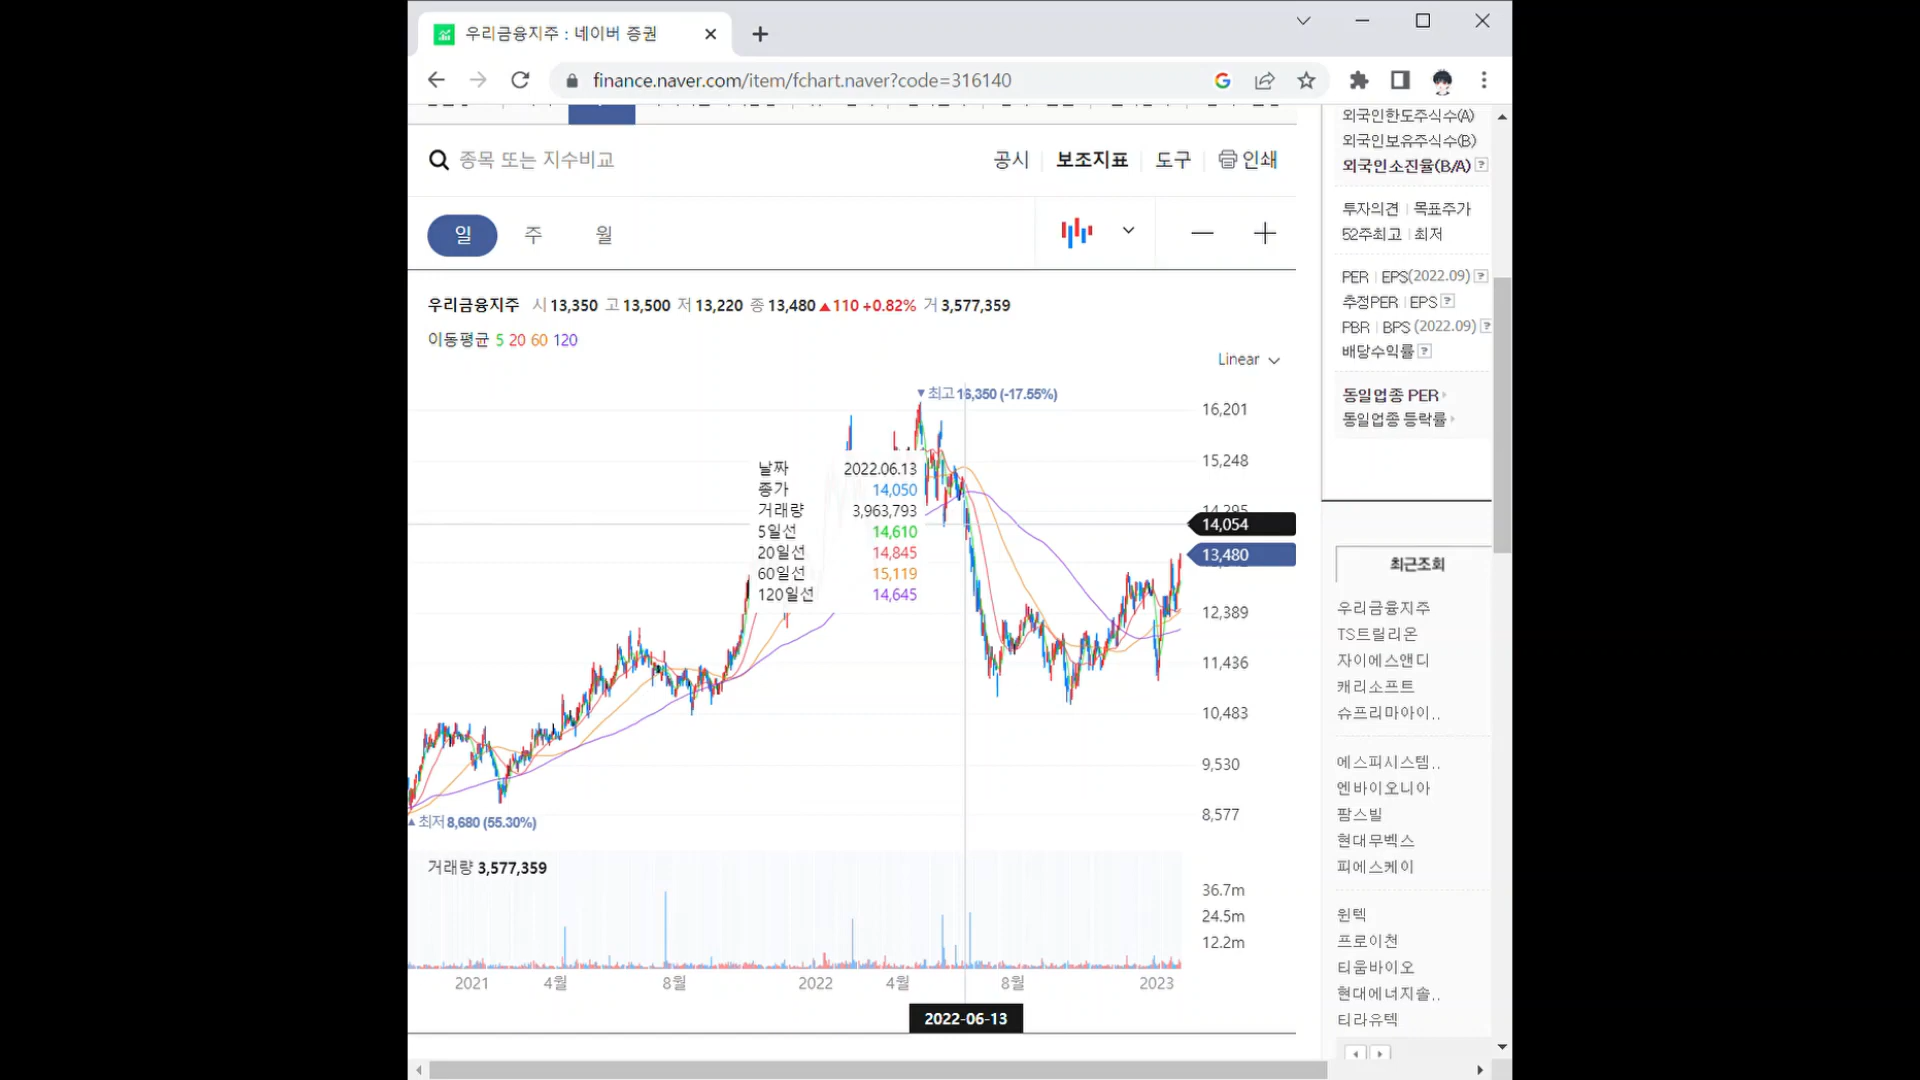 우리금융지주 : 네이버 증권
finance.naver.com/item/fchart.naver?code=316140
종목 또는 지수비교
공시 보조지표 도구 인쇄
일 주 월
우리금융지주 시 13,350 고 13,500 저 13,220 종 13,480 ▲110 +0.82% 거 3,577,359
이동평균 5 20 60 120
Linear
▼최고 16,350 (-17.55%)
16,201
15,248
14,295
14,054
13,480
12,389
11,436
10,483
9,530
8,577
날짜 2022.06.13
종가 14,050
거래량 3,963,793
5일선 14,610
20일선 14,845
60일선 15,119
120일선 14,645
▲최저 8,680 (55.30%)
거래량 3,577,359
36.7m
24.5m
12.2m
2021 4월 8월 2022 4월 8월 2023
2022-06-13
외국인한도주식수(A)
외국인보유주식수(B)
외국인소진율(B/A) ?
투자의견 | 목표주가
52주최고 | 최저
PER | EPS(2022.09) ?
추정PER | EPS ?
PBR | BPS (2022.09) ?
배당수익률 ?
동일업종 PER
동일업종 등락률
최근조회
우리금융지주
TS트릴리온
자이에스앤디
캐리소프트
슈프리마아이..
에스피시스템..
엔바이오니아
팜스빌
현대무벡스
피에스케이
윈텍
프로이천
티움바이오
현대에너지솔..
티라유텍